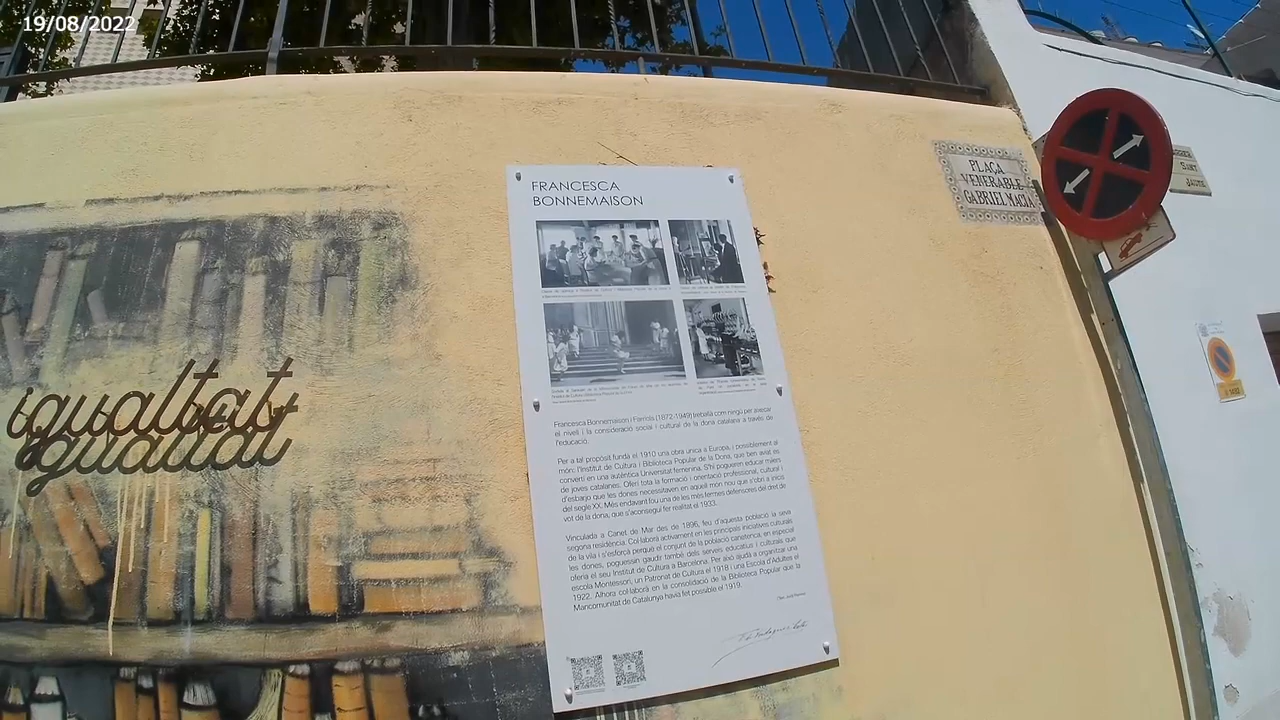 19/08/2022
FRANCESCA
BONNEMAISON
PLAÇA
VENERABLE
GABRIEL MACIÀ
SANT
JAUME
igualtat
Francesca Bonnemaison i Farriols (1872-1949) treballà com ningú per aixecar
el nivell i la consideració social i cultural de la dona catalana a través de
l'educació.
Per a tal propòsit fundà el 1910 una obra única a Europa, i possiblement al
món: l'Institut de Cultura i Biblioteca Popular de la Dona, que ben aviat es
convertí en una autèntica Universitat femenina. S'hi pogueren educar milers
de joves catalanes. Oferí tota la formació i orientació professional, cultural i
d'esbarjo que les dones necessitaven en aquell món nou que s'obrí a inicis
del segle XX. Més endavant fou una de les més fermes defensores del dret de
vot de la dona, que s'aconseguí fer realitat el 1933.
Vinculada a Canet de Mar des de 1896, feu d'aquesta població la seva
segona residència. Col·laborà activament en les principals iniciatives culturals
de la vila i s'esforçà perquè el conjunt de la població canetenca, en especial
les dones, poguessin gaudir també dels serveis educatius i culturals que
oferia el seu Institut de Cultura a Barcelona. Per això ajudà a organitzar una
escola Montessori, un Patronat de Cultura el 1918 i una Escola d'Adultes el
1922. Alhora col·laborà en la consolidació de la Biblioteca Popular que la
Mancomunitat de Catalunya havia fet possible el 1919.